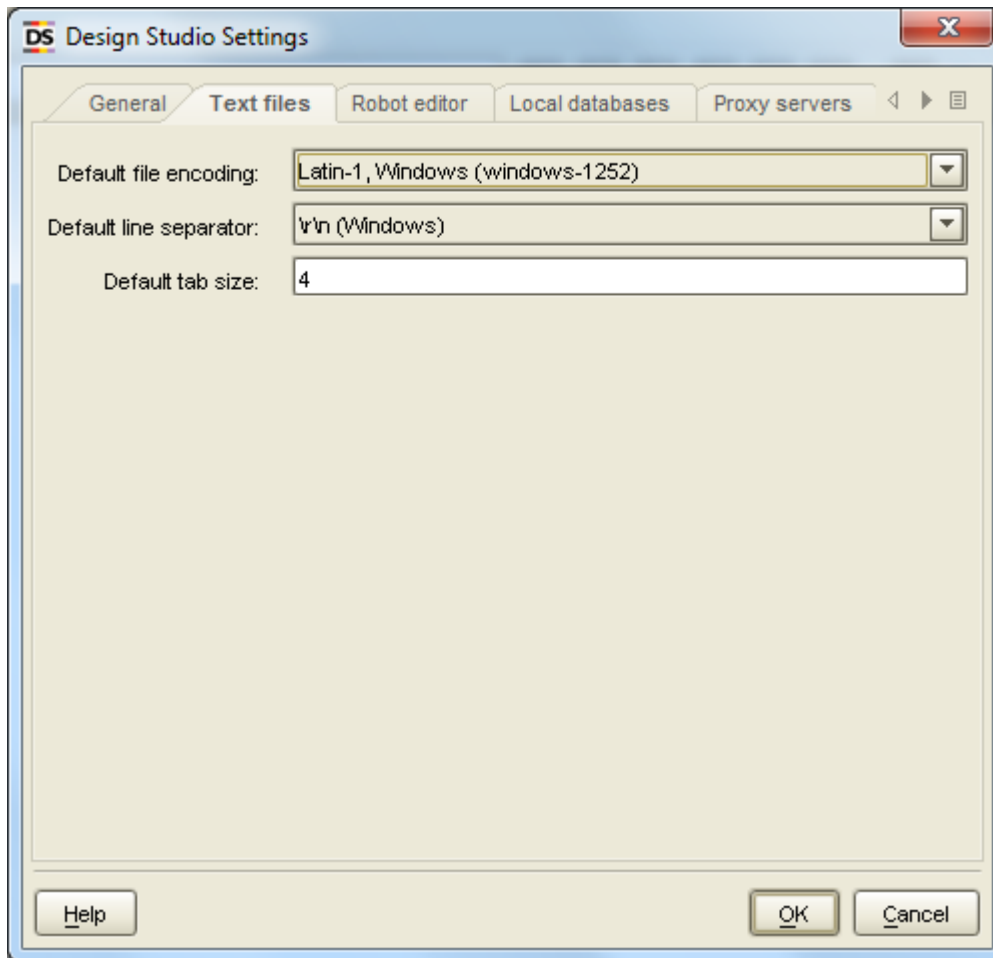 DS Design Studio Settings
General Text files Robot editor Local databases Proxy servers
Default file encoding: Latin-1, Windows (windows-1252)
Default line separator: \r\n (Windows)
Default tab size: 4
Help OK Cancel